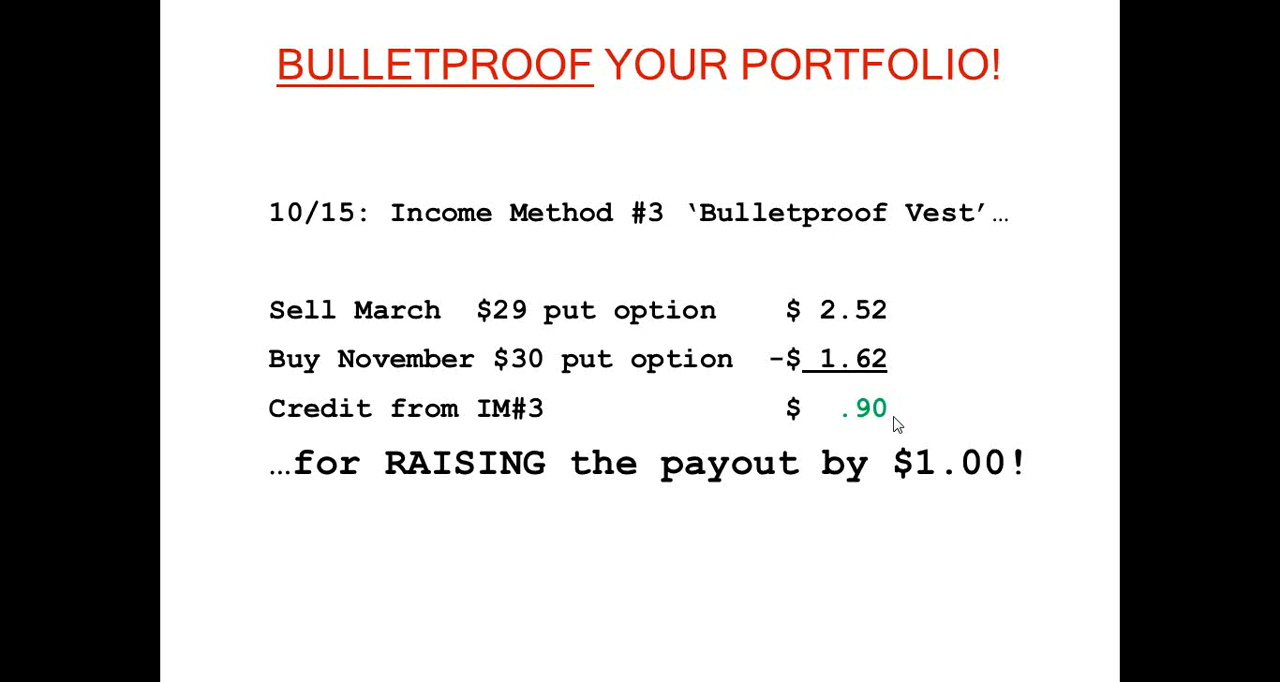 BULLETPROOF YOUR PORTFOLIO!
10/15: Income Method #3 ‘Bulletproof Vest’…
Sell March $29 put option $ 2.52
Buy November $30 put option -$ 1.62
Credit from IM#3 $ .90
…for RAISING the payout by $1.00!